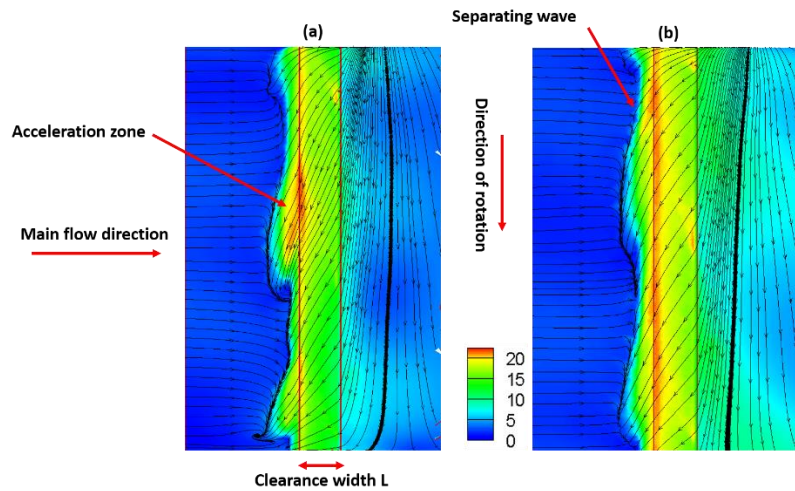 (a)
Separating wave
(b)
Acceleration zone
Direction of rotation
Main flow direction
20
15
10
5
0
Clearance width L